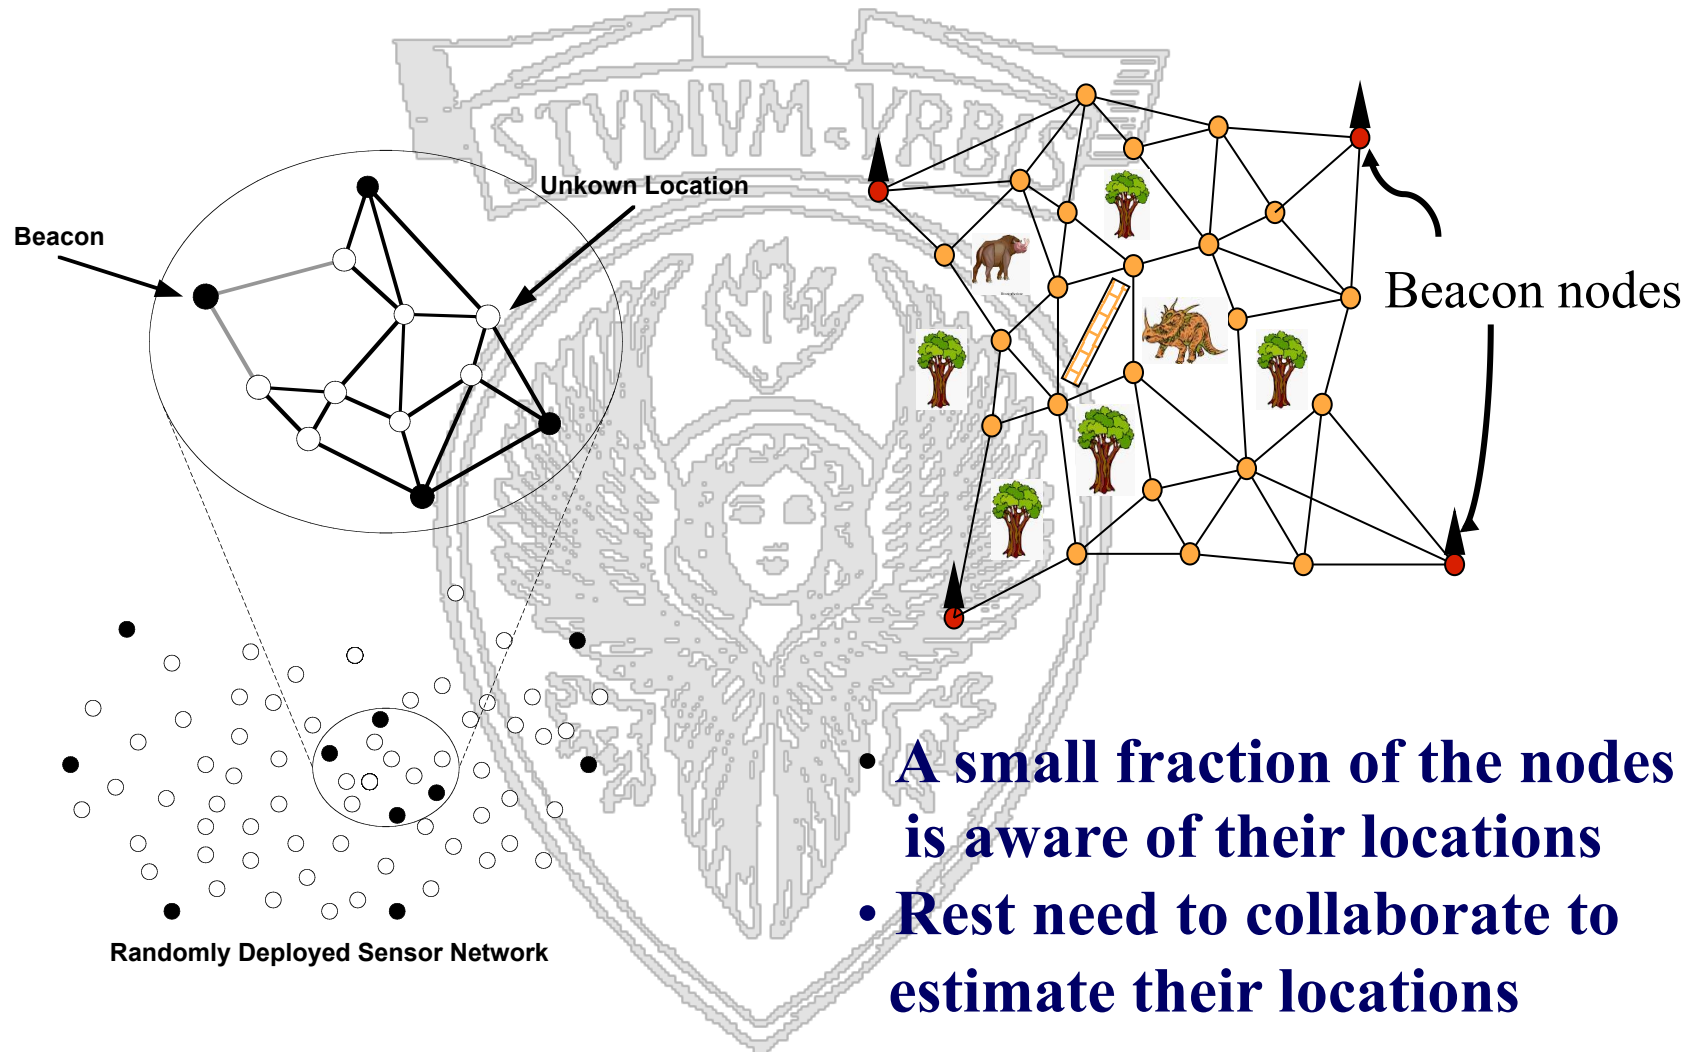 STVDIVM VRBIS
Unkown Location
Beacon
Beacon nodes
Randomly Deployed Sensor Network
• A small fraction of the nodes
is aware of their locations
• Rest need to collaborate to
estimate their locations